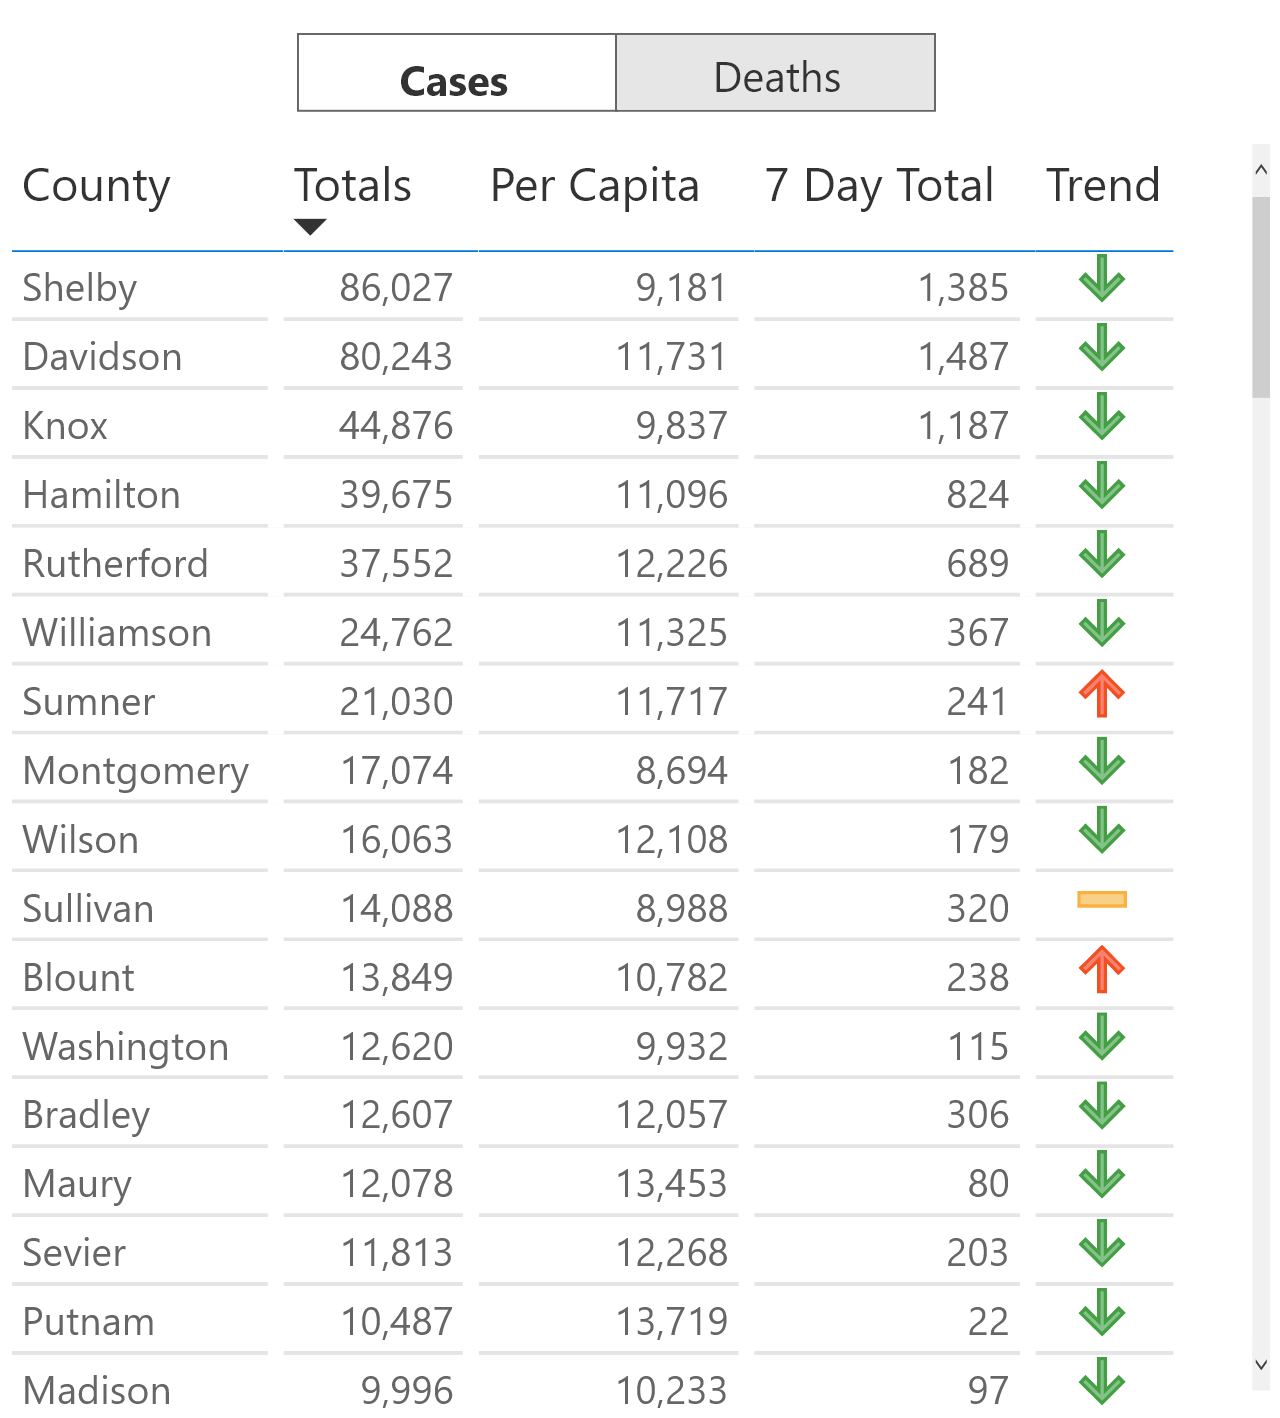 Cases Deaths
County Totals Per Capita 7 Day Total Trend
Shelby 86,027 9,181 1,385
Davidson 80,243 11,731 1,487
Knox 44,876 9,837 1,187
Hamilton 39,675 11,096 824
Rutherford 37,552 12,226 689
Williamson 24,762 11,325 367
Sumner 21,030 11,717 241
Montgomery 17,074 8,694 182
Wilson 16,063 12,108 179
Sullivan 14,088 8,988 320
Blount 13,849 10,782 238
Washington 12,620 9,932 115
Bradley 12,607 12,057 306
Maury 12,078 13,453 80
Sevier 11,813 12,268 203
Putnam 10,487 13,719 22
Madison 9,996 10,233 97